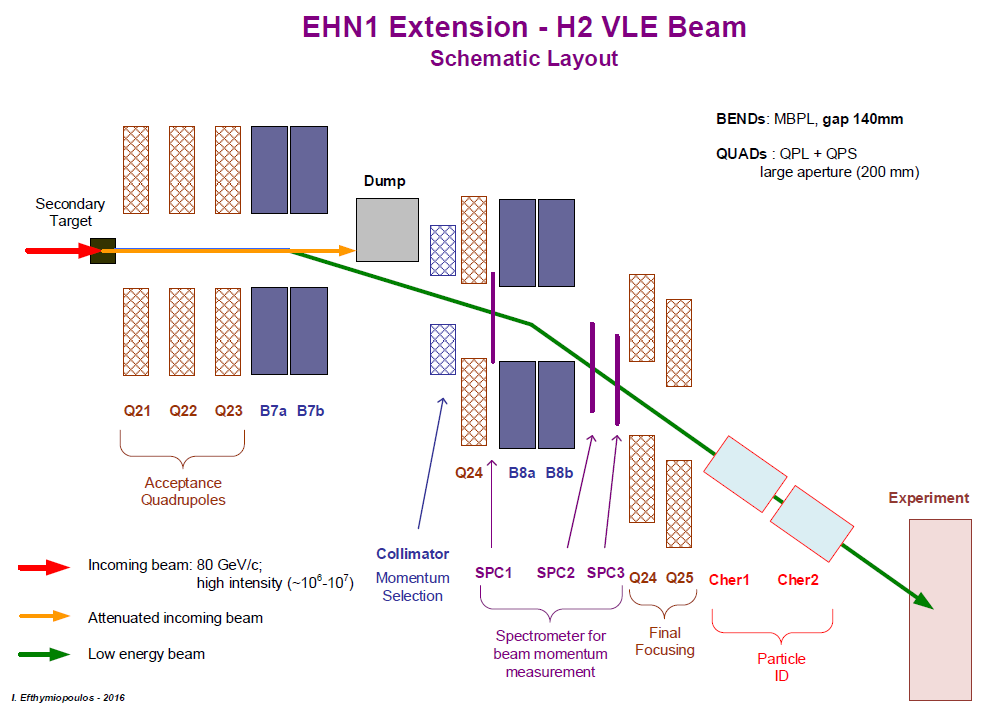 EHN1 Extension - H2 VLE Beam
Schematic Layout
BENDs: MBPL, gap 140mm
QUADs : QPL + QPS
large aperture (200 mm)
Secondary
Target
Dump
Q21 Q22 Q23 B7a B7b
Acceptance
Quadrupoles
Q24 B8a B8b
Experiment
Collimator
Momentum
Selection
SPC1 SPC2 SPC3 Q24 Q25 Cher1 Cher2
Spectrometer for
beam momentum
measurement
Final
Focusing
Particle
ID
Incoming beam: 80 GeV/c;
high intensity (~10⁶-10⁷)
Attenuated incoming beam
Low energy beam
I. Efthymiopoulos - 2016